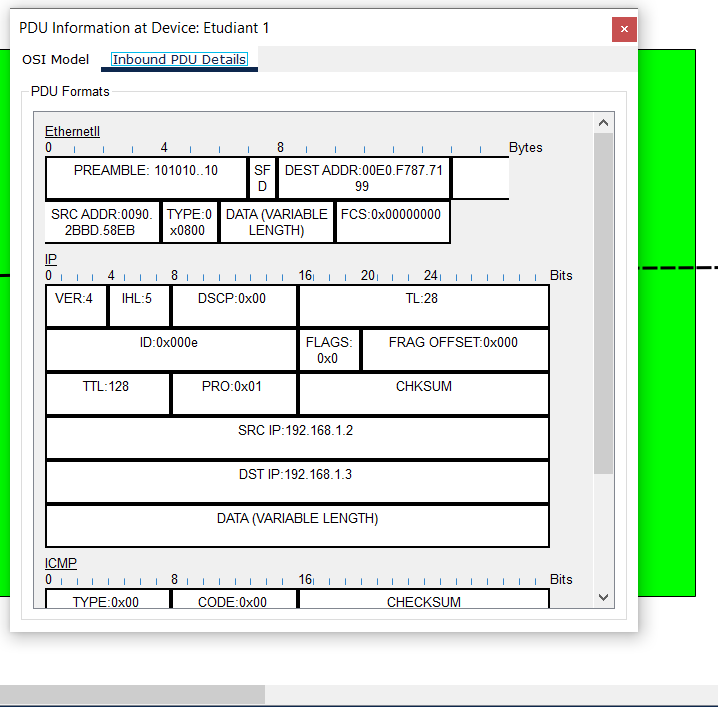 PDU Information at Device: Etudiant 1
OSI Model Inbound PDU Details
PDU Formats
EthernetII
0 4 8 Bytes
PREAMBLE: 101010..10 SF DEST ADDR:00E0.F787.71
D 99
SRC ADDR:0090. TYPE:0 DATA (VARIABLE FCS:0x00000000
2BBD.58EB x0800 LENGTH)
IP
0 4 8 16 20 24 Bits
VER:4 IHL:5 DSCP:0x00 TL:28
ID:0x000e FLAGS: FRAG OFFSET:0x000
0x0
TTL:128 PRO:0x01 CHKSUM
SRC IP:192.168.1.2
DST IP:192.168.1.3
DATA (VARIABLE LENGTH)
ICMP
0 8 16 Bits
TYPE:0x00 CODE:0x00 CHECKSUM